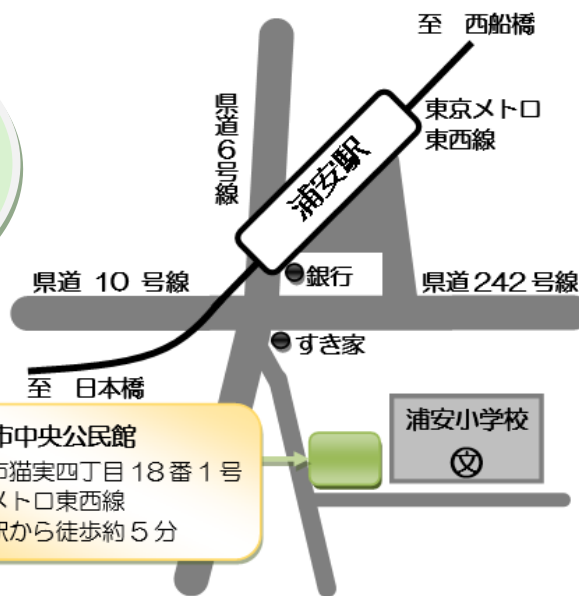 至　西船橋
東京メトロ
東西線
県道6号線
浦安駅
銀行
県道 10 号線
県道242号線
すき家
至　日本橋
浦安小学校
文
市中央公民館
市猫実四丁目18番1号
メトロ東西線
駅から徒歩約5分